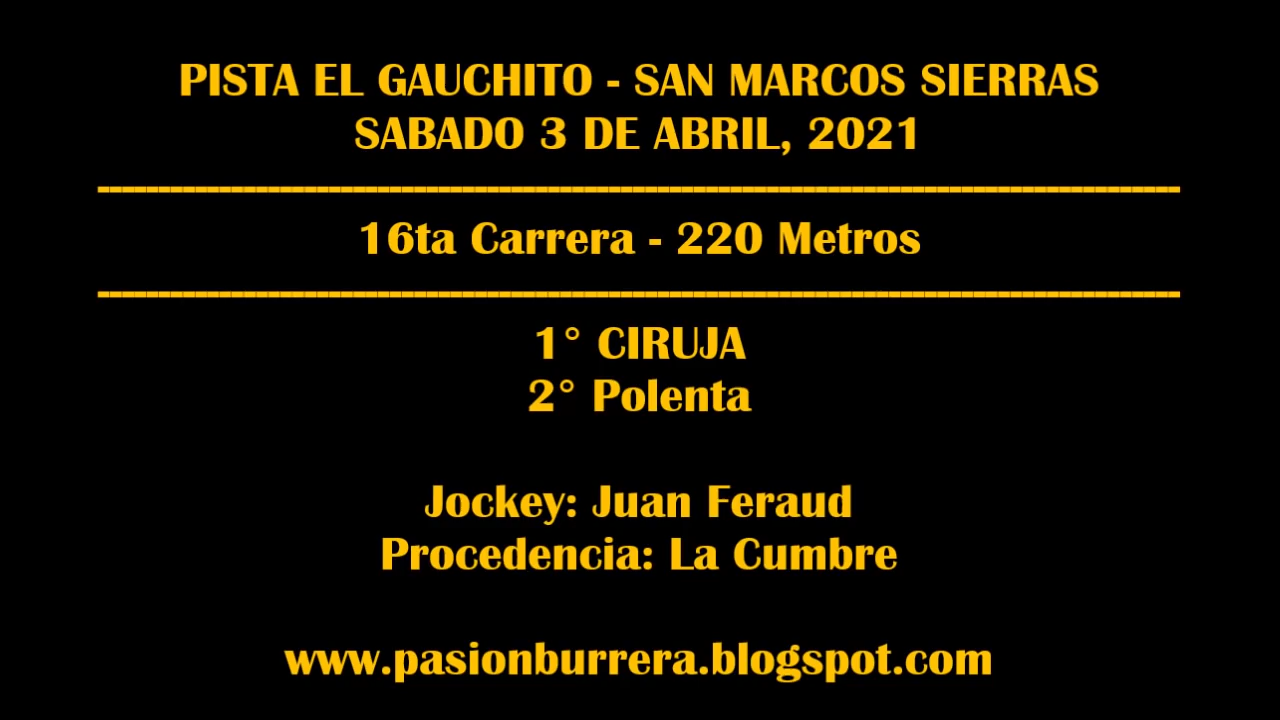 PISTA EL GAUCHITO - SAN MARCOS SIERRAS
SABADO 3 DE ABRIL, 2021
16ta Carrera - 220 Metros
1° CIRUJA
2° Polenta
Jockey: Juan Feraud
Procedencia: La Cumbre
www.pasionburrera.blogspot.com